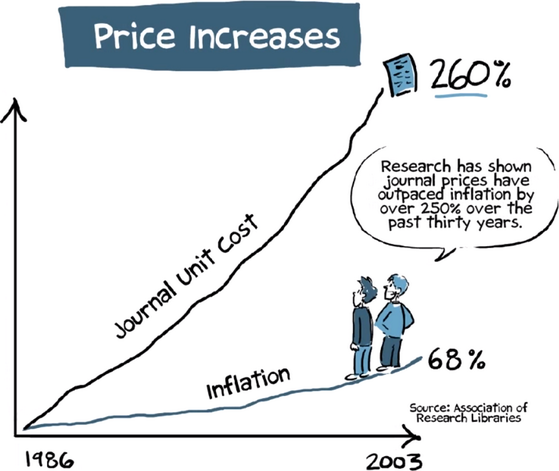 Price Increases
260%
Research has shown
journal prices have
outpaced inflation by
over 250% over the
past thirty years.
Journal Unit Cost
Inflation
68%
Source: Association of
Research Libraries
1986
2003